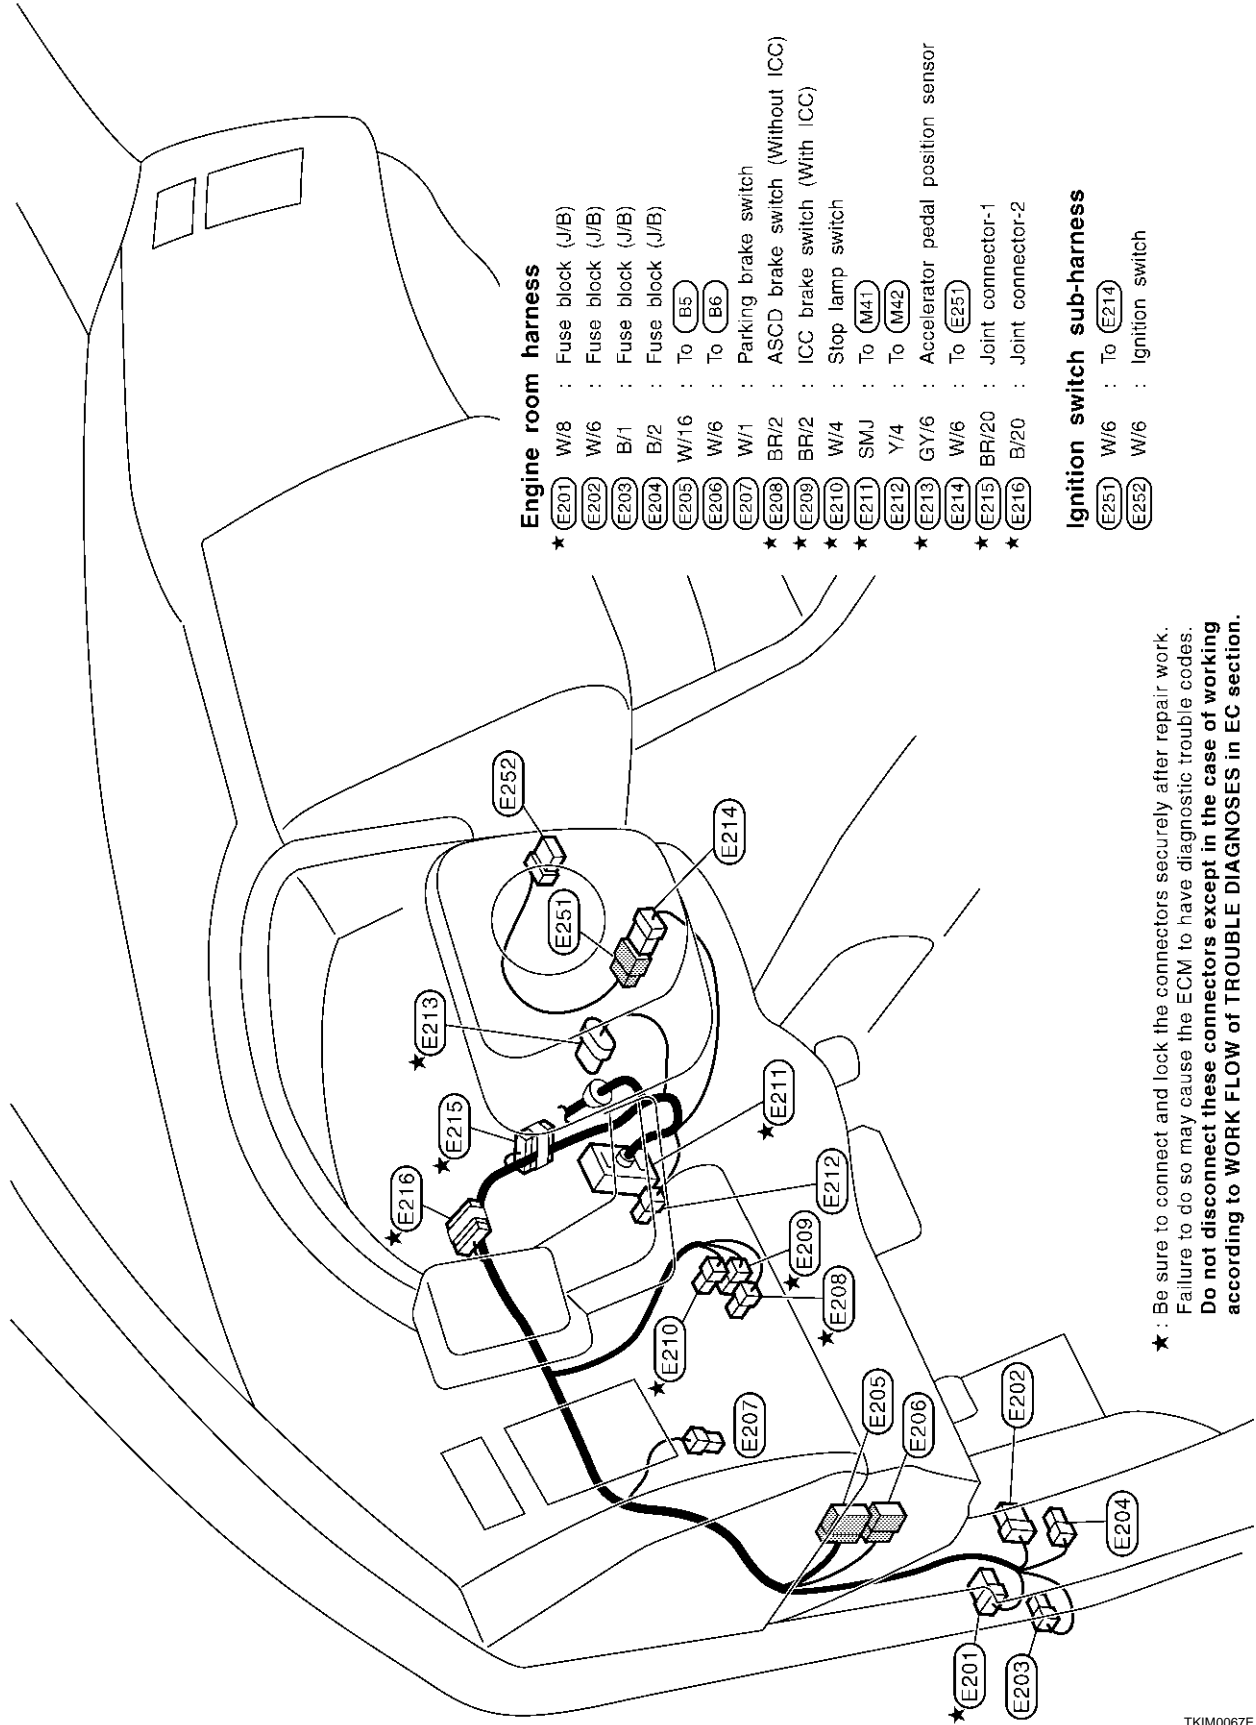 Engine room harness
★ E201 W/8 : Fuse block (J/B)
E202 W/6 : Fuse block (J/B)
E203 B/1 : Fuse block (J/B)
E204 B/2 : Fuse block (J/B)
E205 W/16 : To B5
E206 W/6 : To B6
E207 W/1 : Parking brake switch
★ E208 BR/2 : ASCD brake switch (Without ICC)
★ E209 BR/2 : ICC brake switch (With ICC)
★ E210 W/4 : Stop lamp switch
★ E211 SMJ : To M41
E212 Y/4 : To M42
★ E213 GY/6 : Accelerator pedal position sensor
E214 W/6 : To E251
★ E215 BR/20 : Joint connector-1
★ E216 B/20 : Joint connector-2
Ignition switch sub-harness
E251 W/6 : To E214
E252 W/6 : Ignition switch
E252
E214
E251
★ E213
★ E215
★ E211
★ E216
E212
★ E209
★ E208
★ E210
E207
E205
E206
E202
E204
★ E201
E203
★ : Be sure to connect and lock the connectors securely after repair work.
Failure to do so may cause the ECM to have diagnostic trouble codes.
Do not disconnect these connectors except in the case of working
according to WORK FLOW of TROUBLE DIAGNOSES in EC section.
TKIM0067E